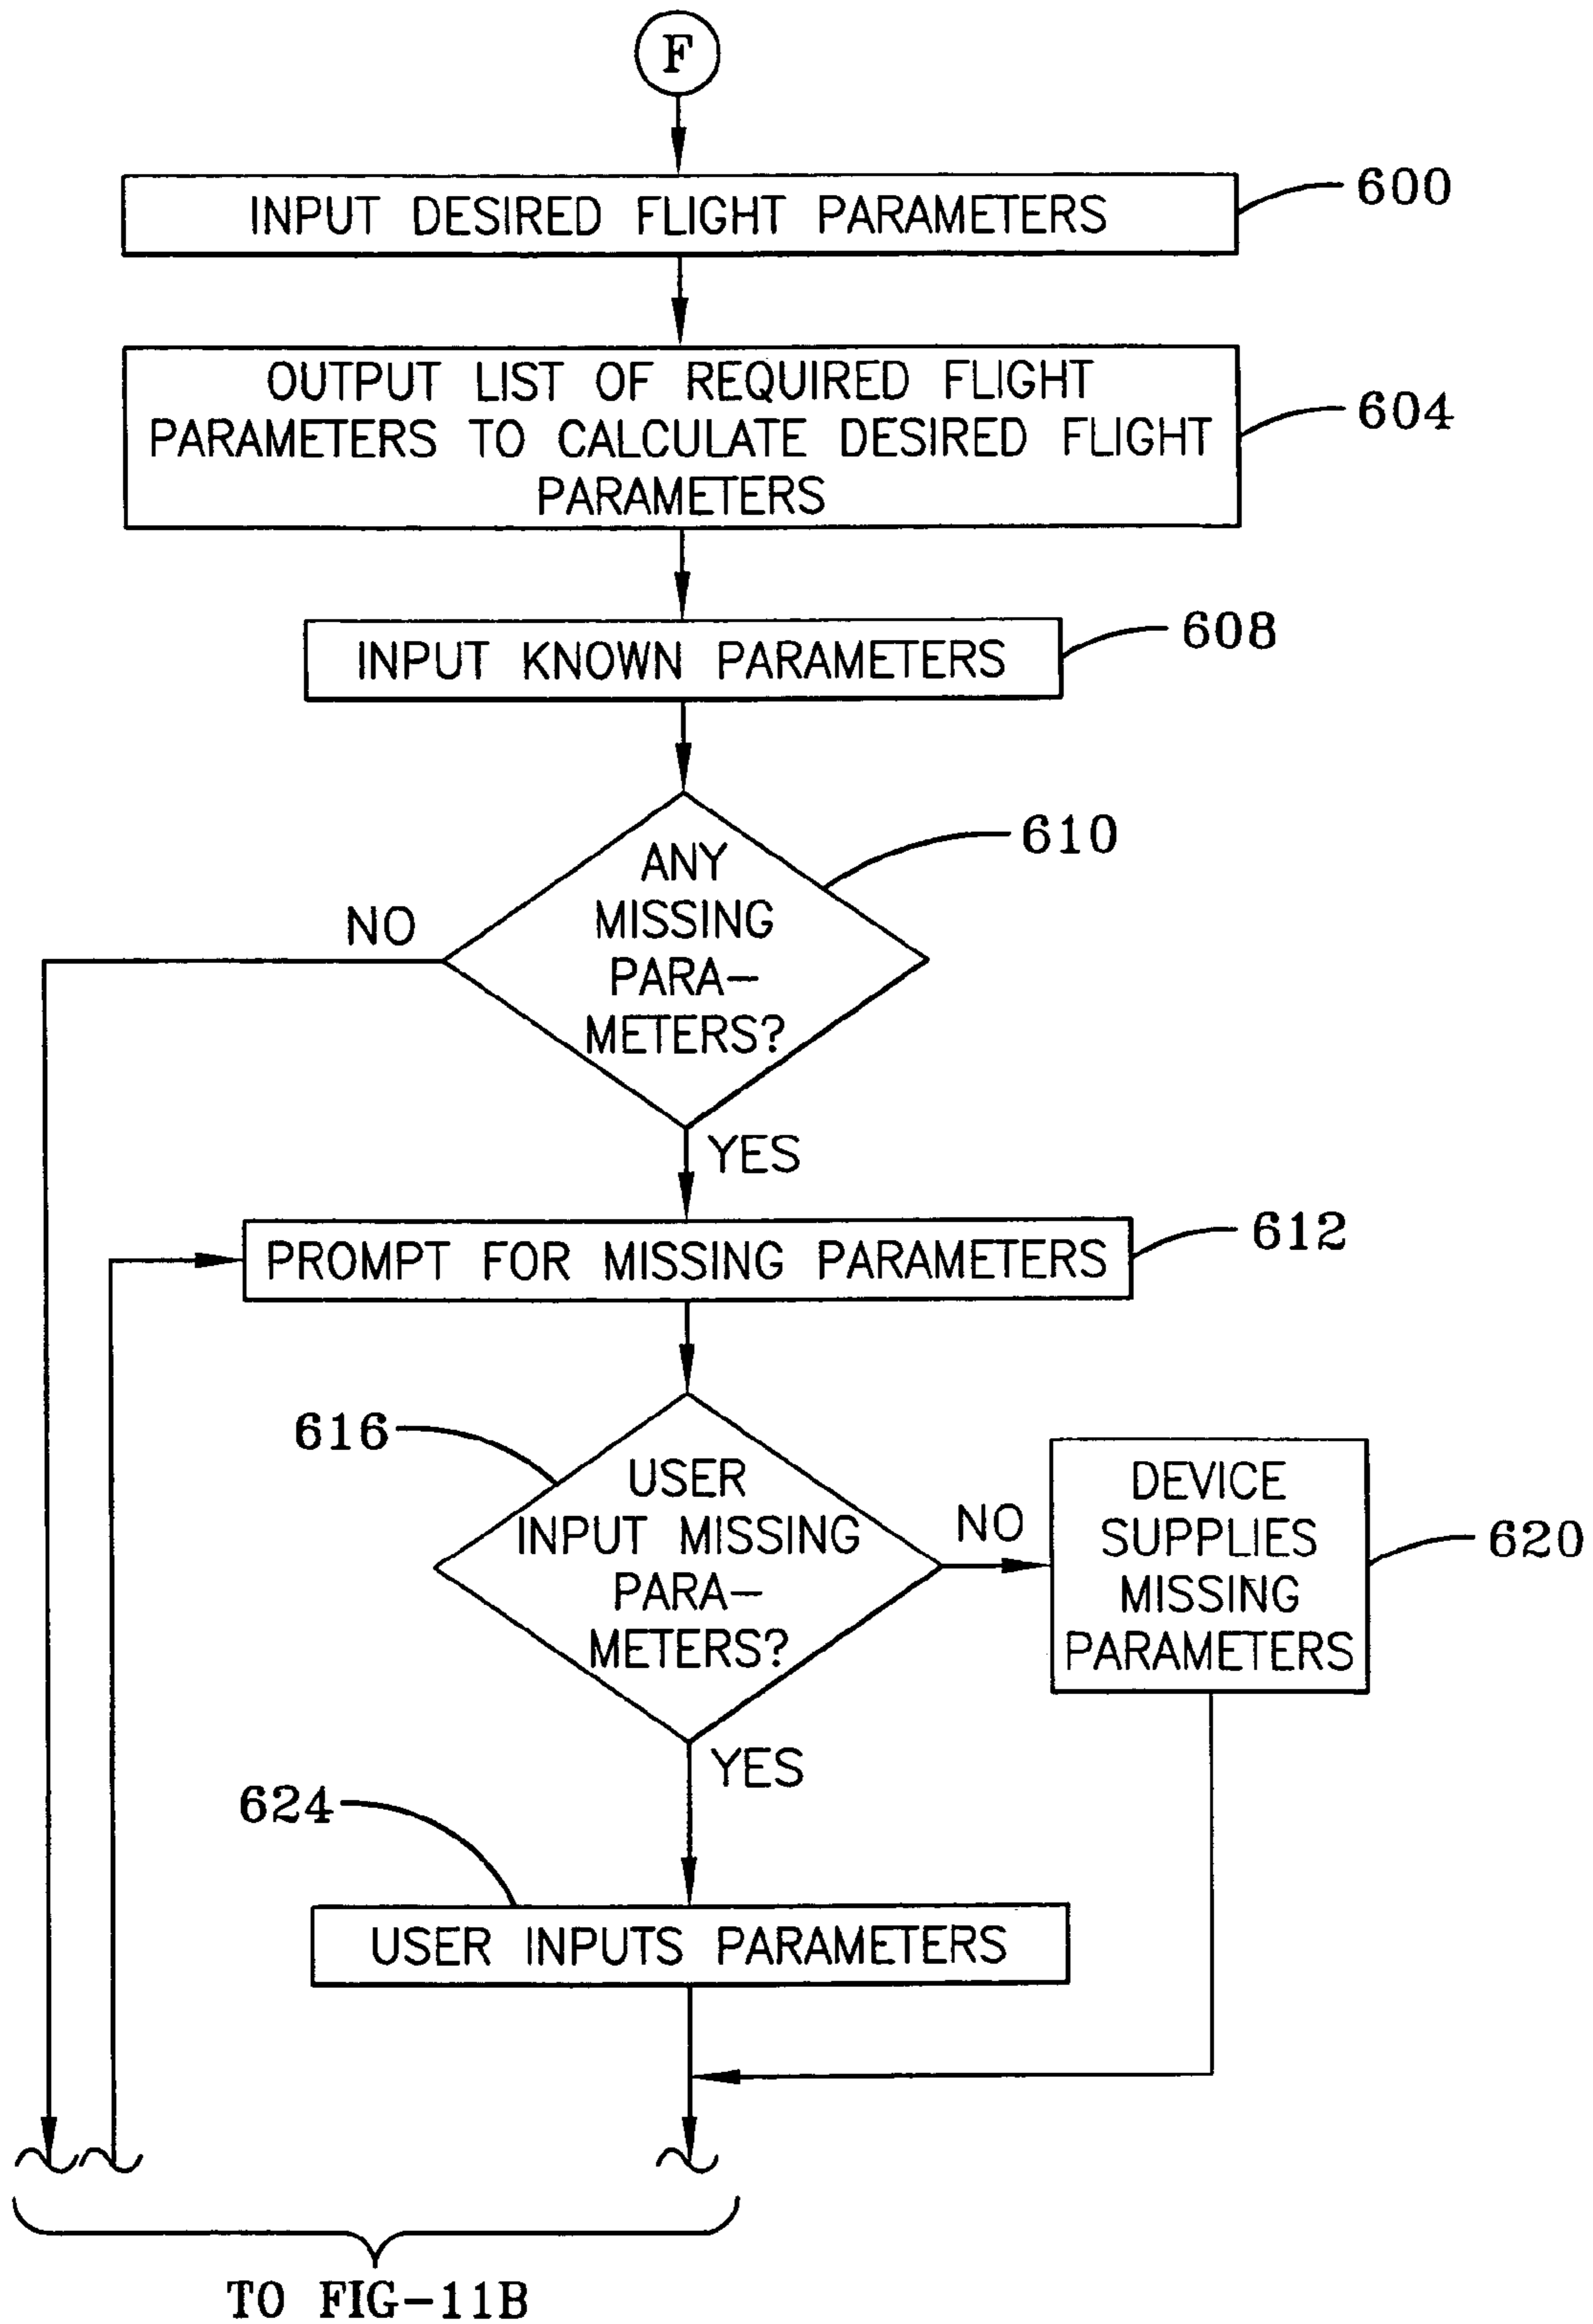 F
INPUT DESIRED FLIGHT PARAMETERS
600
OUTPUT LIST OF REQUIRED FLIGHT
PARAMETERS TO CALCULATE DESIRED FLIGHT
PARAMETERS
604
INPUT KNOWN PARAMETERS
608
ANY
MISSING
PARA-
METERS?
610
NO
YES
PROMPT FOR MISSING PARAMETERS
612
616
USER
INPUT MISSING
PARA-
METERS?
NO
DEVICE
SUPPLIES
MISSING
PARAMETERS
620
YES
624
USER INPUTS PARAMETERS
TO FIG-11B